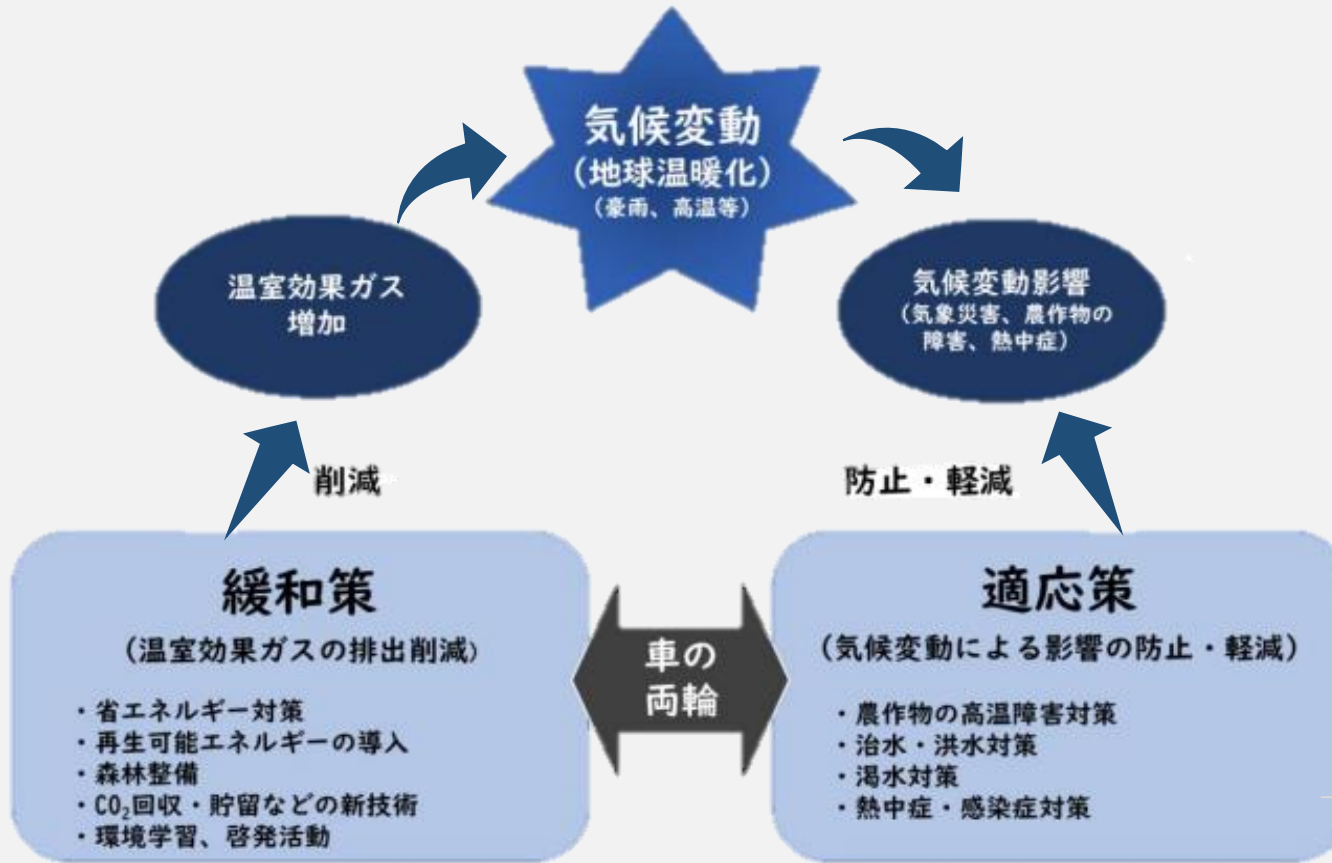 気候変動
(地球温暖化)
(豪雨、高温等)
温室効果ガス
増加
気候変動影響
(気象災害、農作物の
障害、熱中症)
削減
防止・軽減
緩和策
(温室効果ガスの排出削減)
・省エネルギー対策
・再生可能エネルギーの導入
・森林整備
・CO₂回収・貯留などの新技術
・環境学習、啓発活動
車の
両輪
適応策
(気候変動による影響の防止・軽減)
・農作物の高温障害対策
・治水・洪水対策
・渇水対策
・熱中症・感染症対策